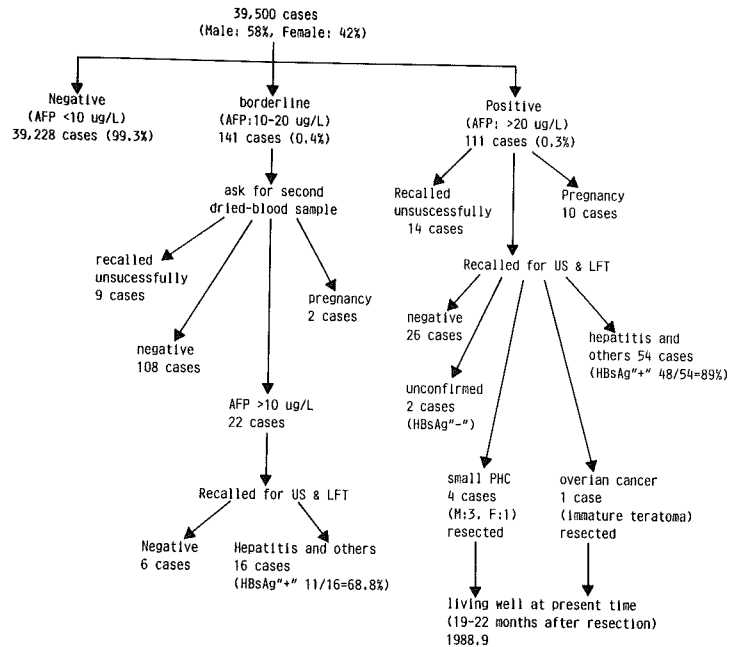 39,500 cases
(Male: 58%, Female: 42%)
Negative
(AFP <10 ug/L)
39,228 cases (99.3%)
borderline
(AFP:10-20 ug/L)
141 cases (0.4%)
Positive
(AFP: >20 ug/L)
111 cases (0.3%)
ask for second
dried-blood sample
Recalled
unsuscessfully
14 cases
Pregnancy
10 cases
recalled
unsucessfully
9 cases
pregnancy
2 cases
negative
108 cases
AFP >10 ug/L
22 cases
Recalled for US & LFT
Negative
6 cases
Hepatitis and others
16 cases
(HBsAg"+" 11/16=68.8%)
Recalled for US & LFT
negative
26 cases
hepatitis and
others 54 cases
(HBsAg"+" 48/54=89%)
unconfirmed
2 cases
(HBsAg"-")
small PHC
4 cases
(M:3, F:1)
resected
overian cancer
1 case
(immature teratoma)
resected
living well at present time
(19-22 months after resection)
1988.9